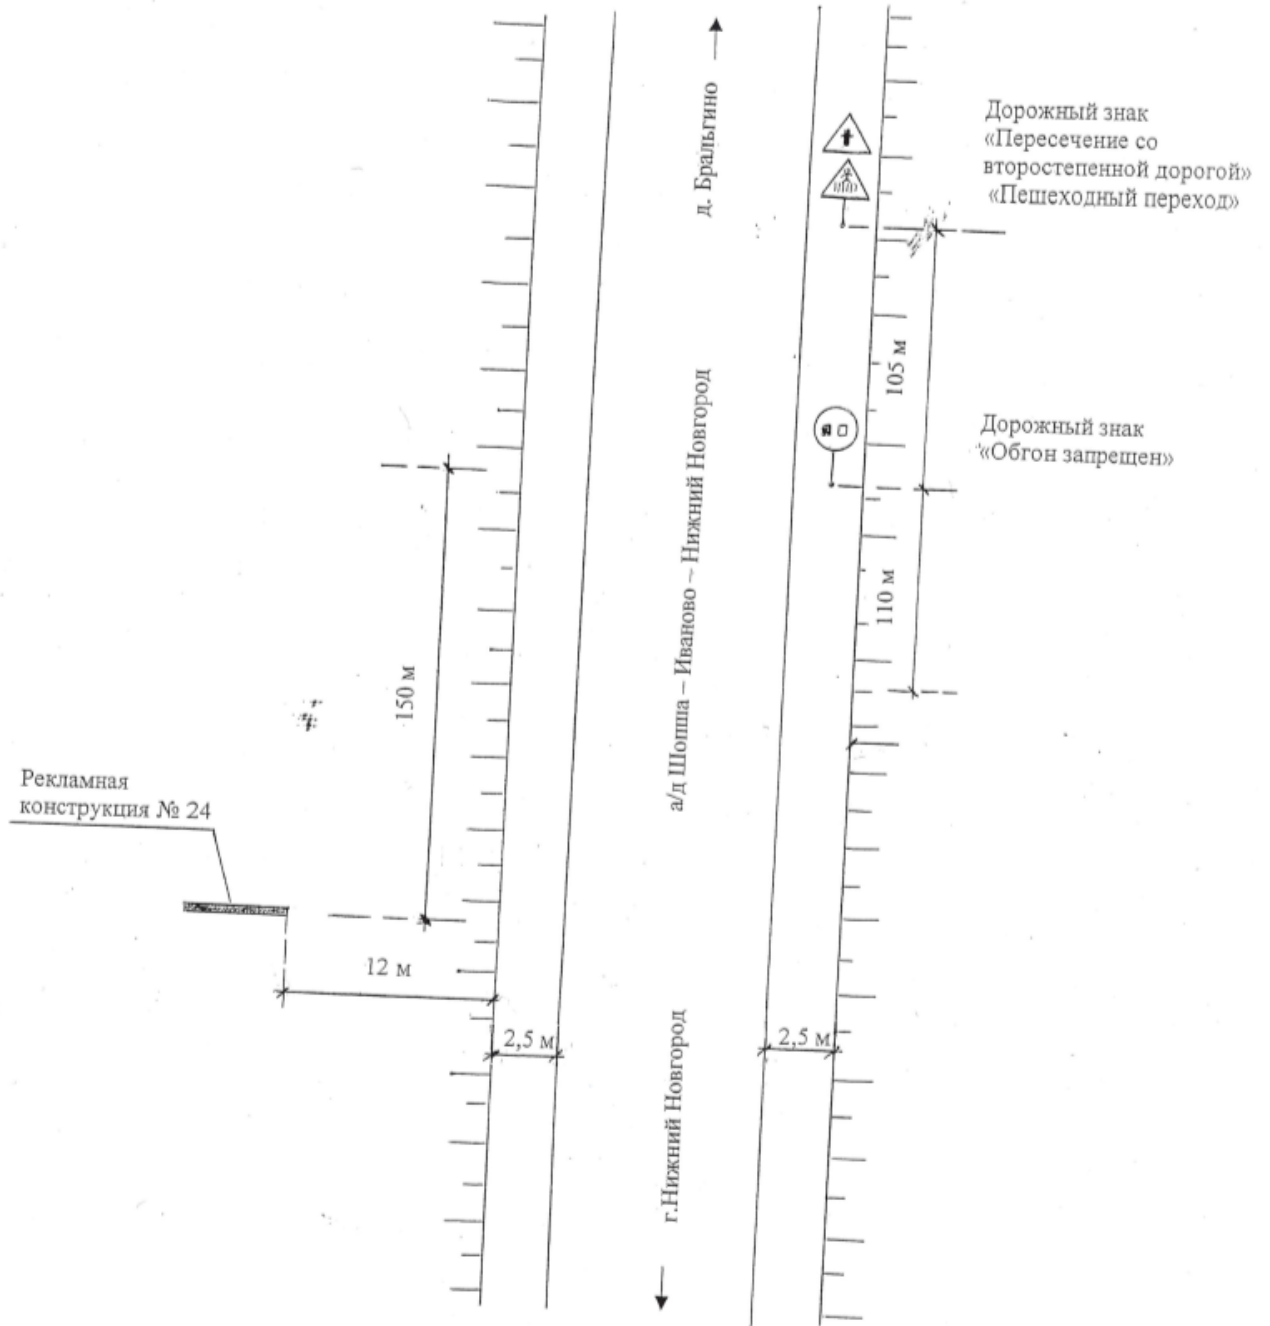 д. Бральгино
Дорожный знак
«Пересечение со
второстепенной дорогой»
«Пешеходный переход»
105 м
Дорожный знак
«Обгон запрещен»
110 м
150 м
а/д Шопша – Иваново – Нижний Новгород
Рекламная
конструкция № 24
12 м
2,5 м
2,5 м
г.Нижний Новгород